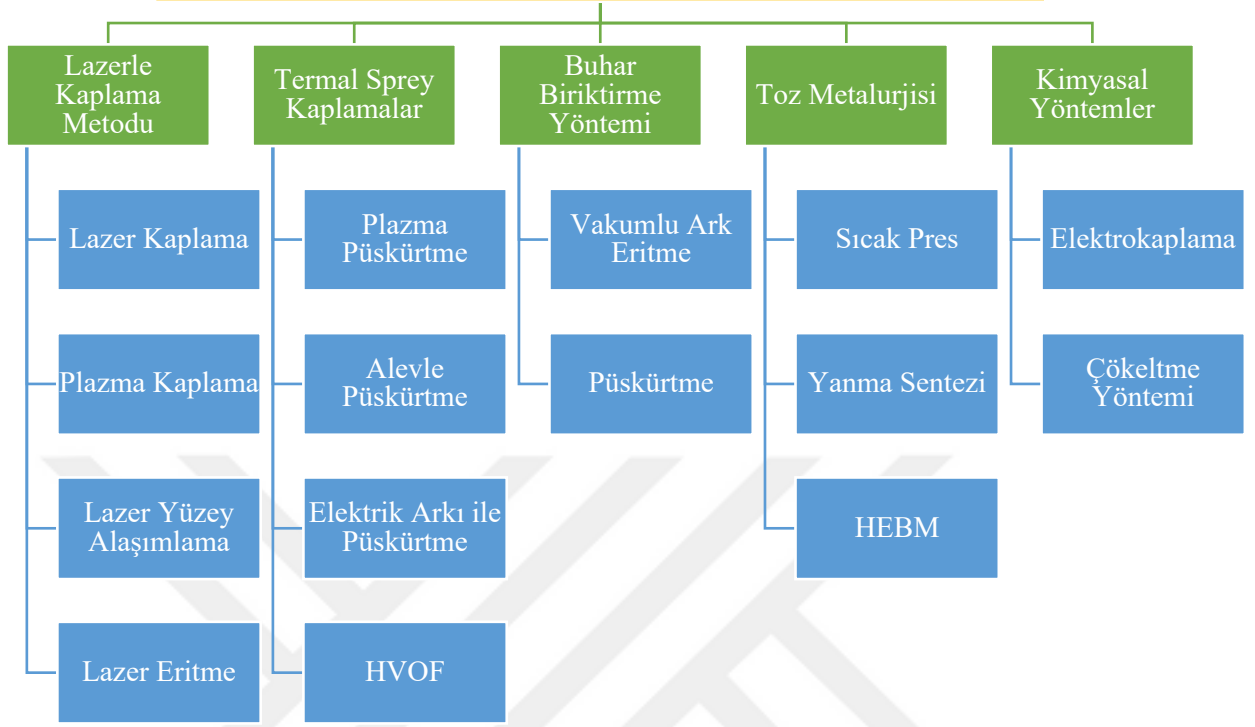 Lazerle
Kaplama
Metodu
Lazer Kaplama
Plazma Kaplama
Lazer Yüzey
Alaşımlama
Lazer Eritme
Termal Sprey
Kaplamalar
Plazma
Püskürtme
Alevle
Püskürtme
Elektrik Arkı ile
Püskürtme
HVOF
Buhar
Biriktirme
Yöntemi
Vakumlu Ark
Eritme
Püskürtme
Toz Metalurjisi
Sıcak Pres
Yanma Sentezi
HEBM
Kimyasal
Yöntemler
Elektrokaplama
Çökeltme
Yöntemi